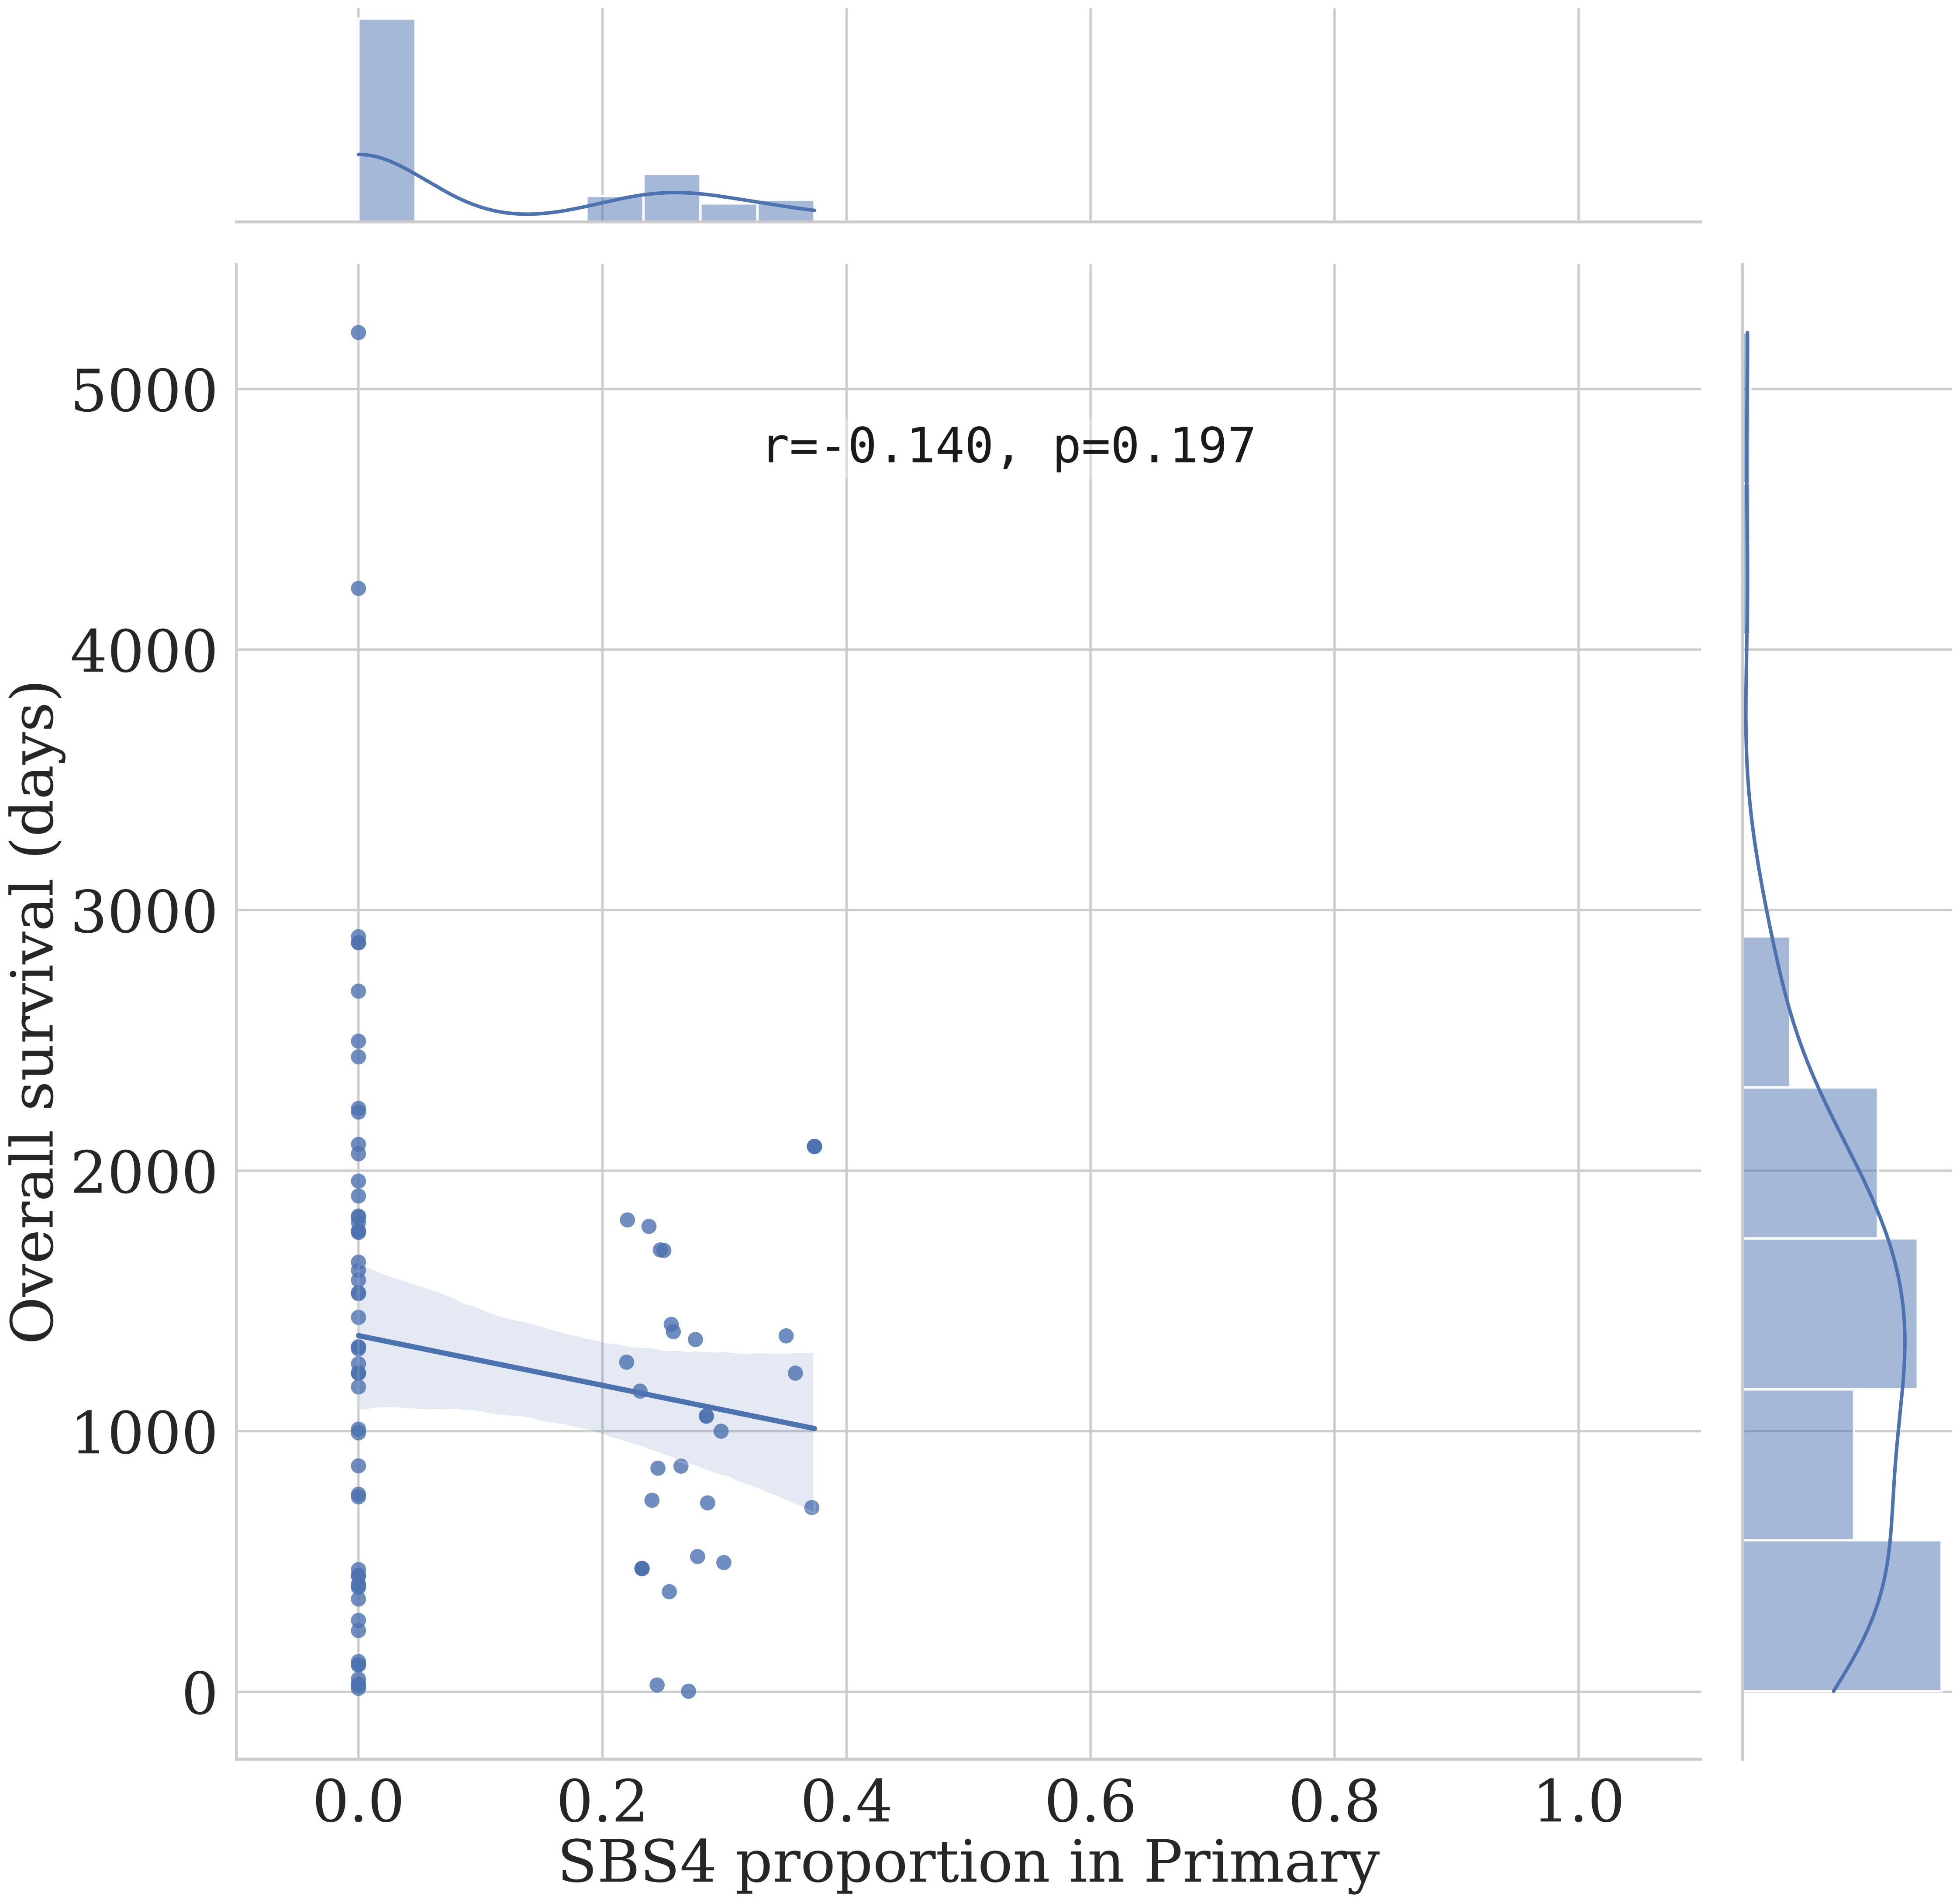 r=-0.140, p=0.197
Overall survival (days)
5000
4000
3000
2000
1000
0
0.0 0.2 0.4 0.6 0.8 1.0
SBS4 proportion in Primary